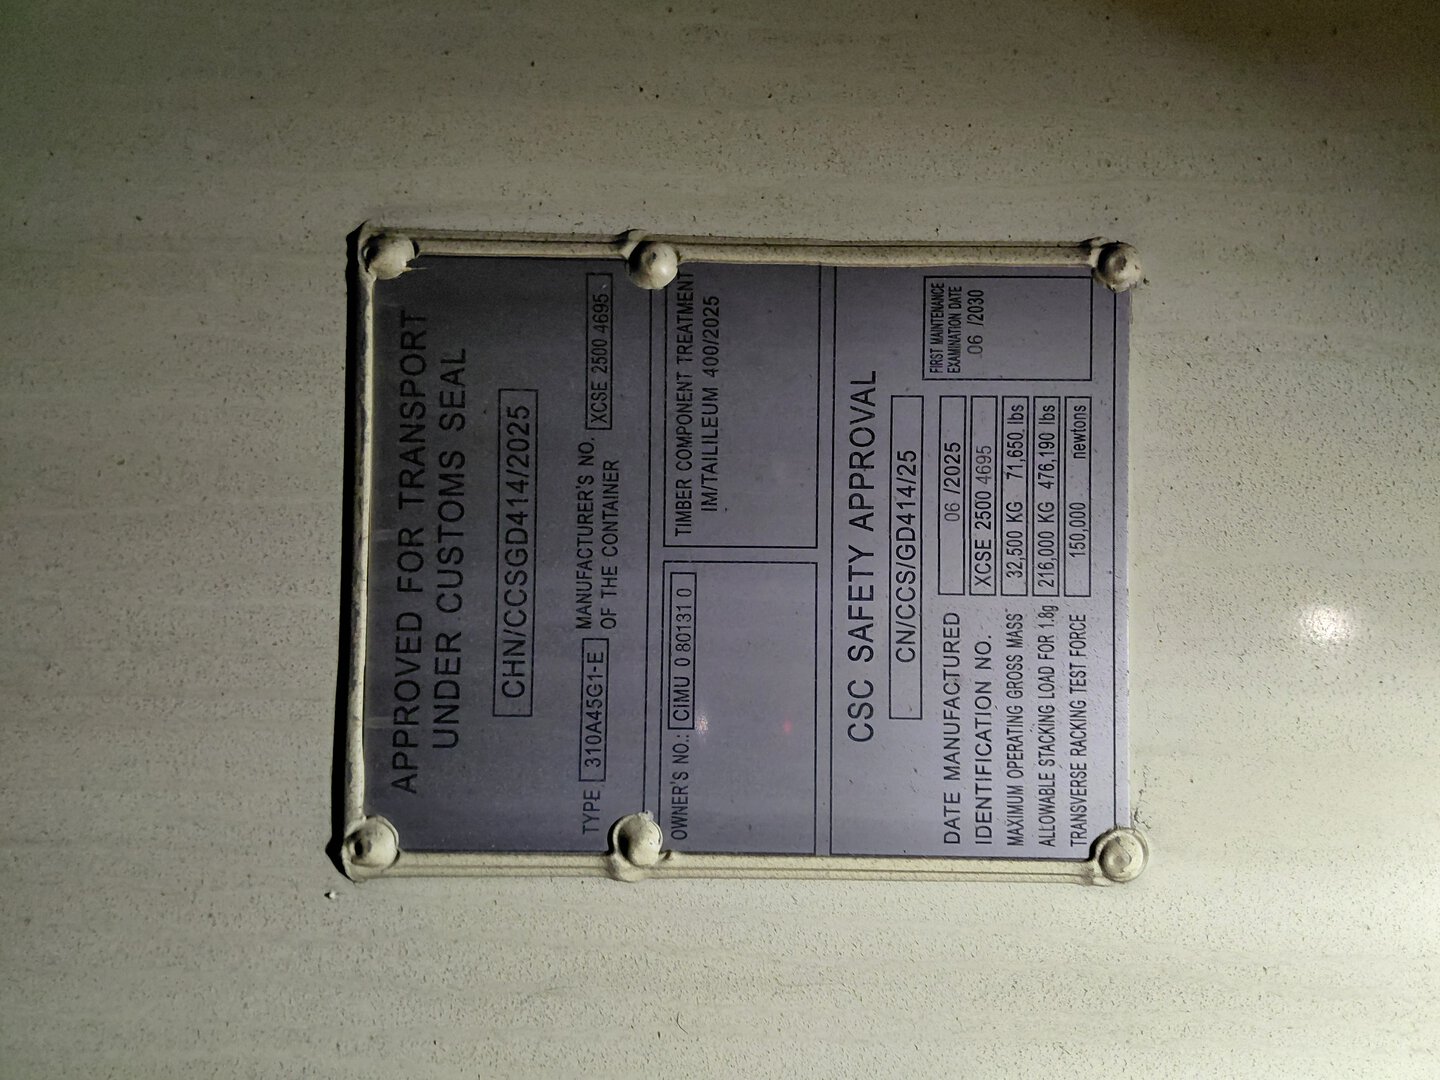 APPROVED FOR TRANSPORT
UNDER CUSTOMS SEAL
CHN/CCSGD414/2025
TYPE 310A45G1-E MANUFACTURER'S NO. XCSE 2500 4695
OF THE CONTAINER
OWNER'S NO.: CiMU 0 80131 0
TIMBER COMPONENT TREATMENT
IM/TAILILEUM 400/2025
CSC SAFETY APPROVAL
CN/CCS/GD414/25
DATE MANUFACTURED 06 /2025
IDENTIFICATION NO. XCSE 2500 4695
MAXIMUM OPERATING GROSS MASS 32,500 KG 71,650 lbs
ALLOWABLE STACKING LOAD FOR 1.8g 216,000 KG 476,190 lbs
TRANSVERSE RACKING TEST FORCE 150,000 newtons
FIRST MAINTENANCE
EXAMINATION DATE
06 /2030